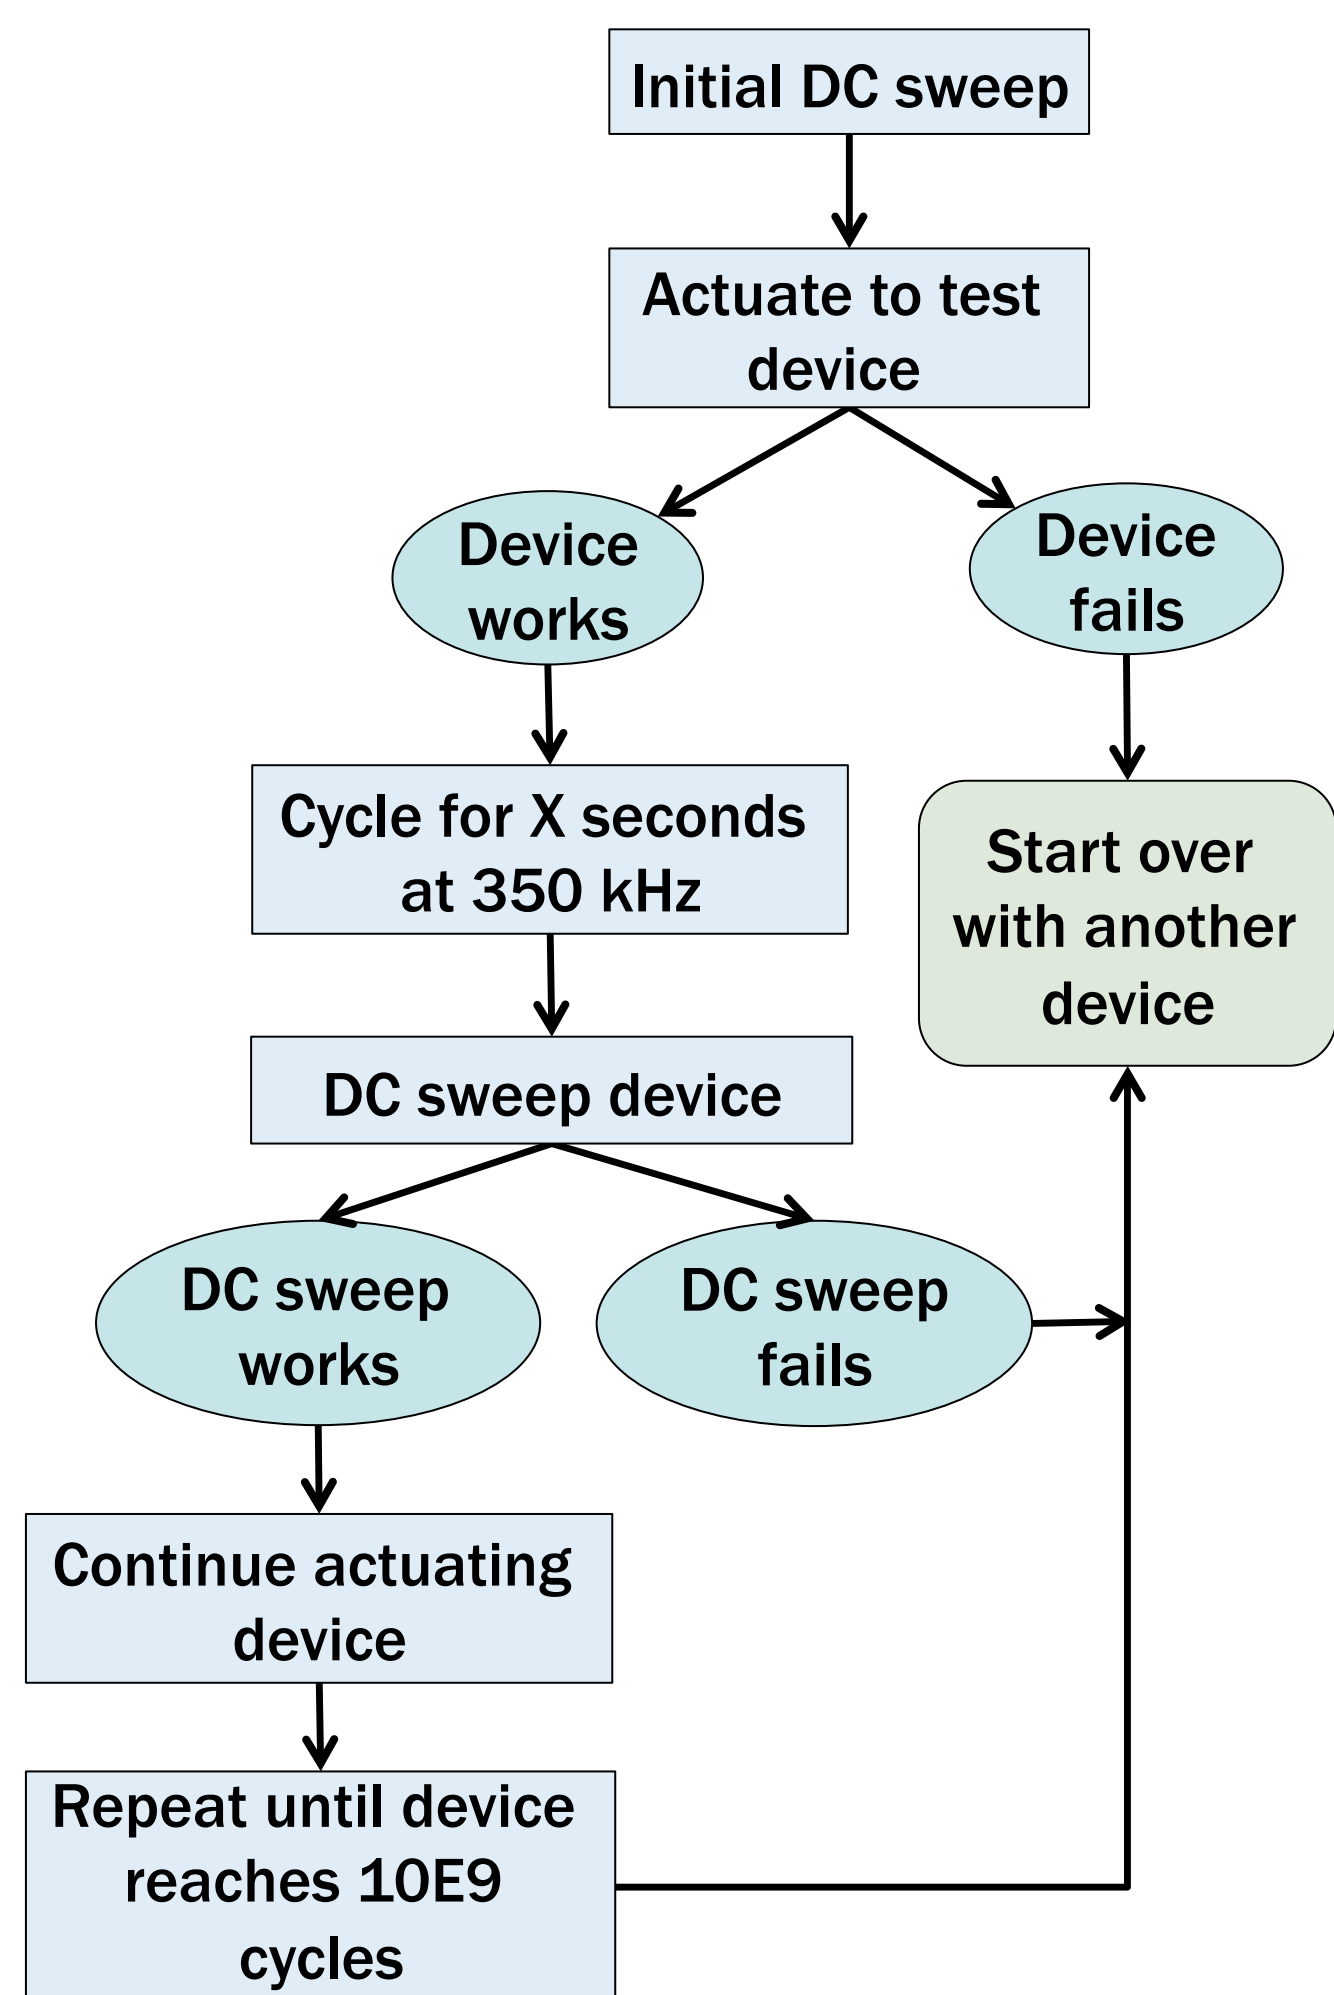 Initial DC sweep
Actuate to test
device
Device
works
Device
fails
Cycle for X seconds
at 350 kHz
Start over
with another
device
DC sweep device
DC sweep
works
DC sweep
fails
Continue actuating
device
Repeat until device
reaches 10E9
cycles